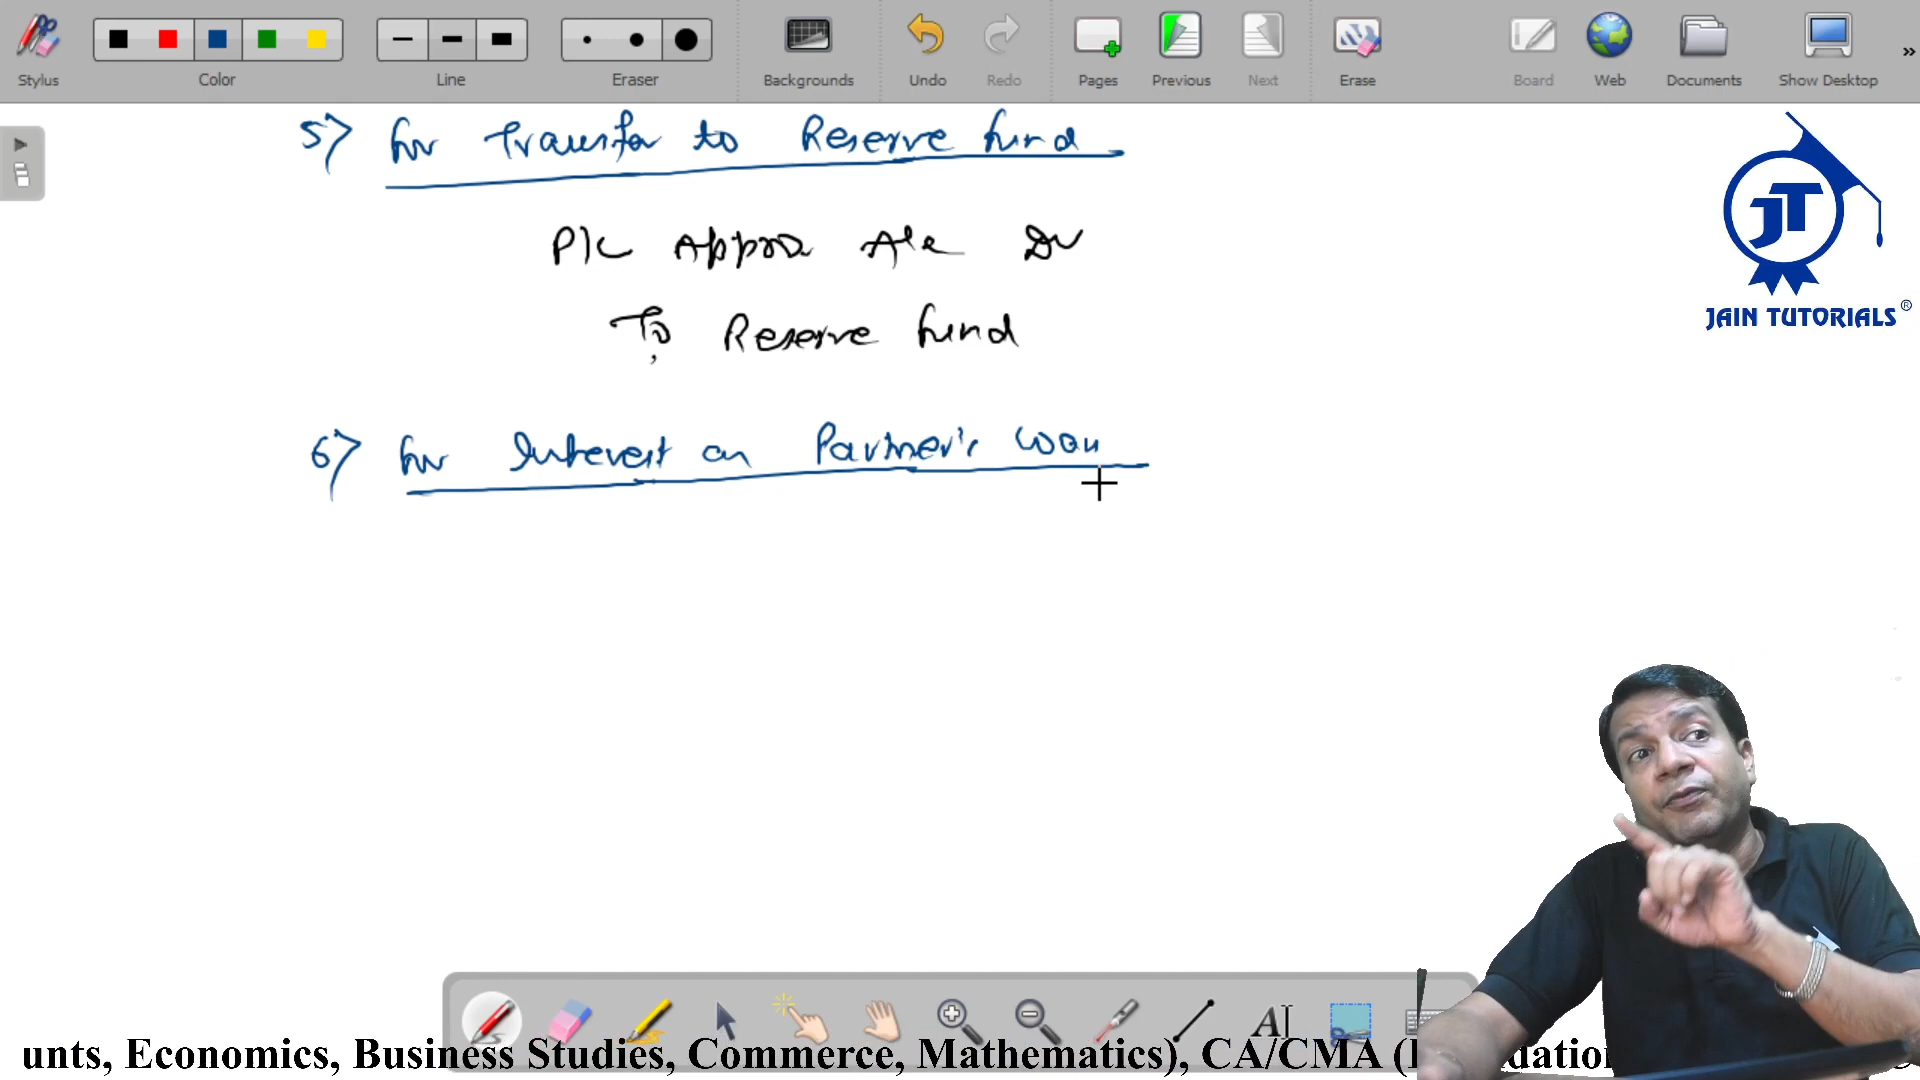 Stylus Color Line Eraser Backgrounds Undo Redo Pages Previous Next Erase Board Web Documents Show Desktop »
5) for Transfer to Reserve fund
JT
P/L Appro A/c Dr
JAIN TUTORIALS®
To Reserve fund
6) for Interest on Partner's Loan
unts, Economics, Business Studies, Commerce, Mathematics), CA/CMA (